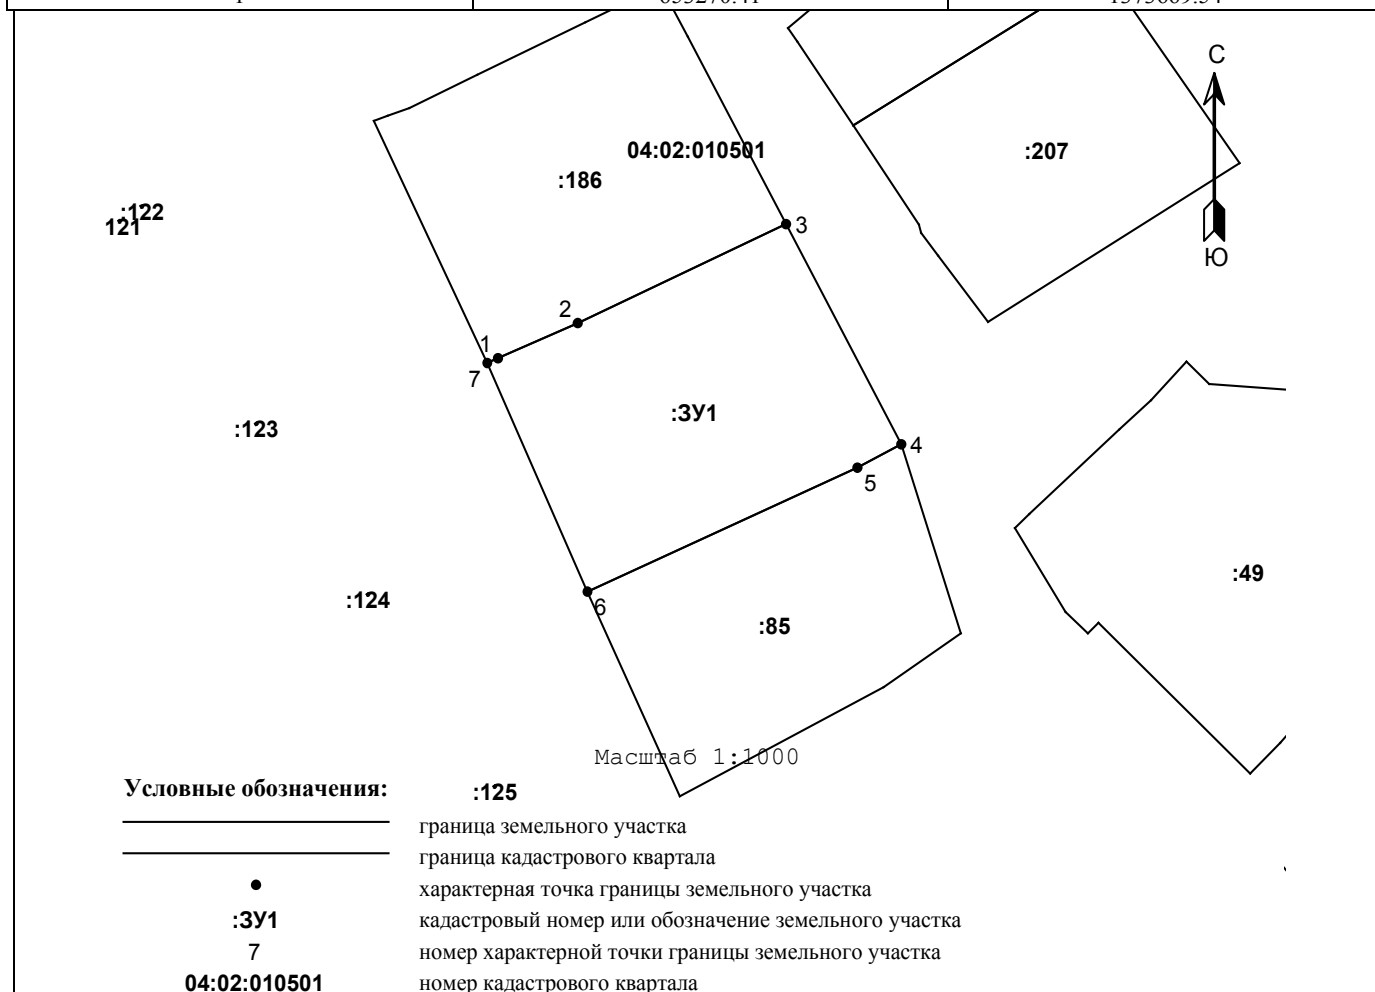 С
04:02:010501
:207
:186
:122
121
3
Ю
2
1
7
:ЗУ1
:123
4
5
:49
:124
6
:85
Масштаб 1:1000
Условные обозначения:
:125
граница земельного участка
граница кадастрового квартала
характерная точка границы земельного участка
:ЗУ1 кадастровый номер или обозначение земельного участка
7 номер характерной точки границы земельного участка
04:02:010501 номер кадастрового квартала